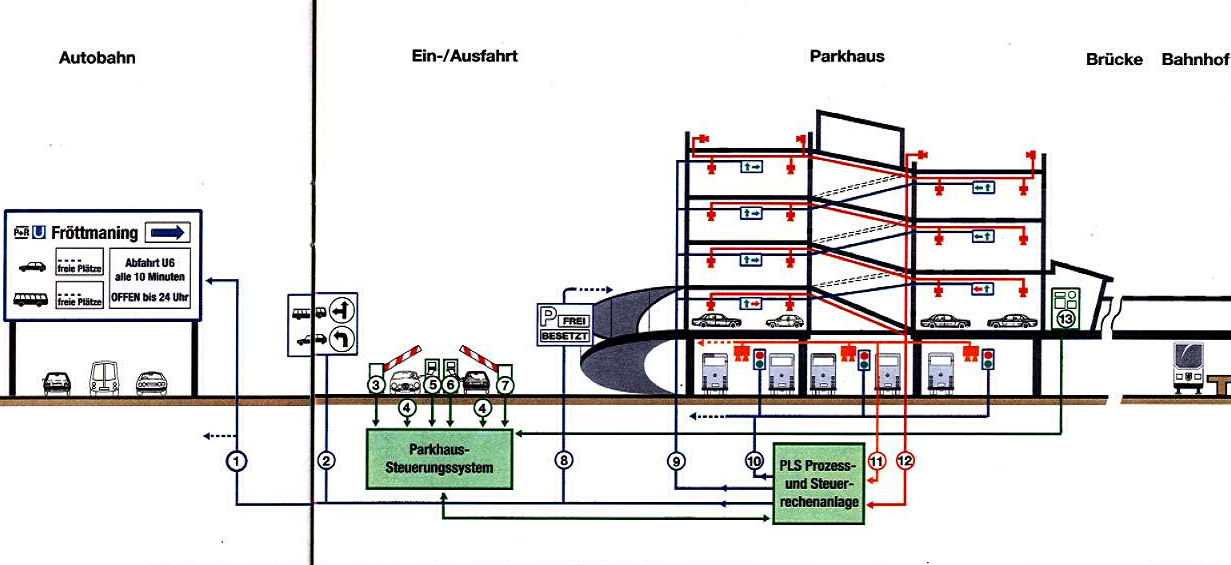 Autobahn
Ein-/Ausfahrt
Parkhaus
Brücke
Bahnhof
P+R U Fröttmaning
freie Plätze
freie Plätze
Abfahrt U6
alle 10 Minuten
OFFEN bis 24 Uhr
P FREI
BESETZT
13
3
4
5
6
4
7
Parkhaus-
Steuerungssystem
1
2
8
9
10
11
12
PLS Prozess-
und Steuer-
rechenanlage